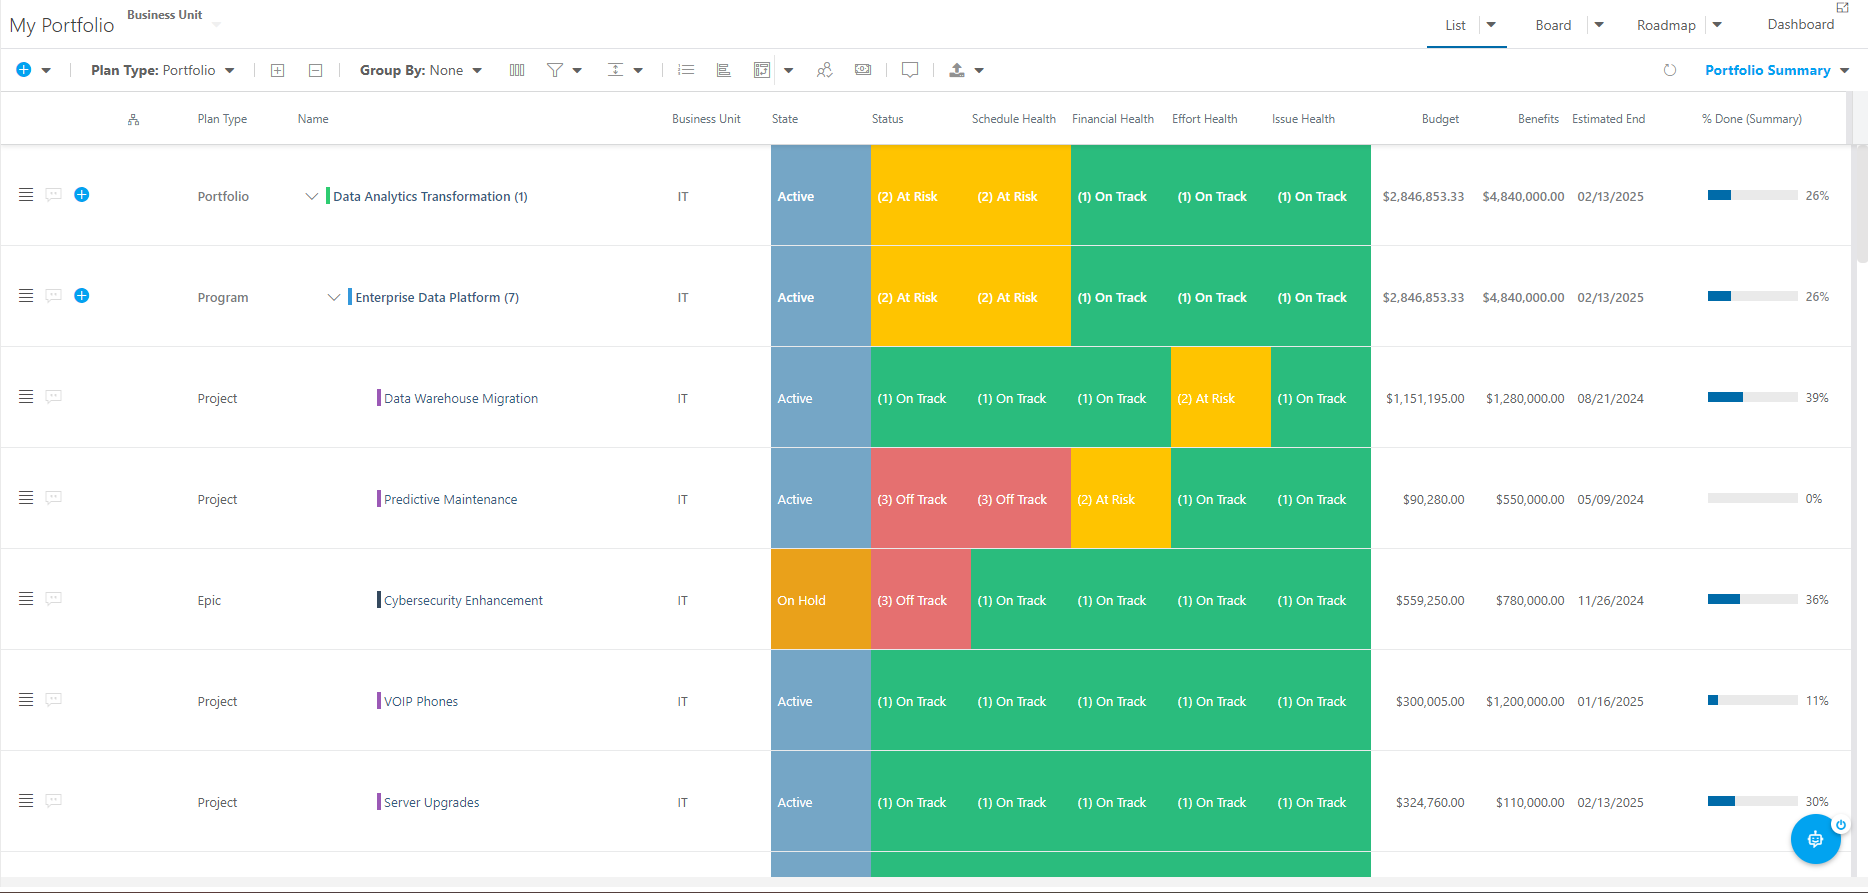 My Portfolio Business Unit List Board Roadmap Dashboard
Plan Type: Portfolio Group By: None Portfolio Summary
Plan Type Name Business Unit State Status Schedule Health Financial Health Effort Health Issue Health Budget Benefits Estimated End % Done (Summary)
Portfolio Data Analytics Transformation (1) IT Active (2) At Risk (2) At Risk (1) On Track (1) On Track (1) On Track $2,846,853.33 $4,840,000.00 02/13/2025 26%
Program Enterprise Data Platform (7) IT Active (2) At Risk (2) At Risk (1) On Track (1) On Track (1) On Track $2,846,853.33 $4,840,000.00 02/13/2025 26%
Project Data Warehouse Migration IT Active (1) On Track (1) On Track (1) On Track (2) At Risk (1) On Track $1,151,195.00 $1,280,000.00 08/21/2024 39%
Project Predictive Maintenance IT Active (3) Off Track (3) Off Track (2) At Risk (1) On Track (1) On Track $90,280.00 $550,000.00 05/09/2024 0%
Epic Cybersecurity Enhancement IT On Hold (3) Off Track (1) On Track (1) On Track (1) On Track (1) On Track $559,250.00 $780,000.00 11/26/2024 36%
Project VOIP Phones IT Active (1) On Track (1) On Track (1) On Track (1) On Track (1) On Track $300,005.00 $1,200,000.00 01/16/2025 11%
Project Server Upgrades IT Active (1) On Track (1) On Track (1) On Track (1) On Track (1) On Track $324,760.00 $110,000.00 02/13/2025 30%